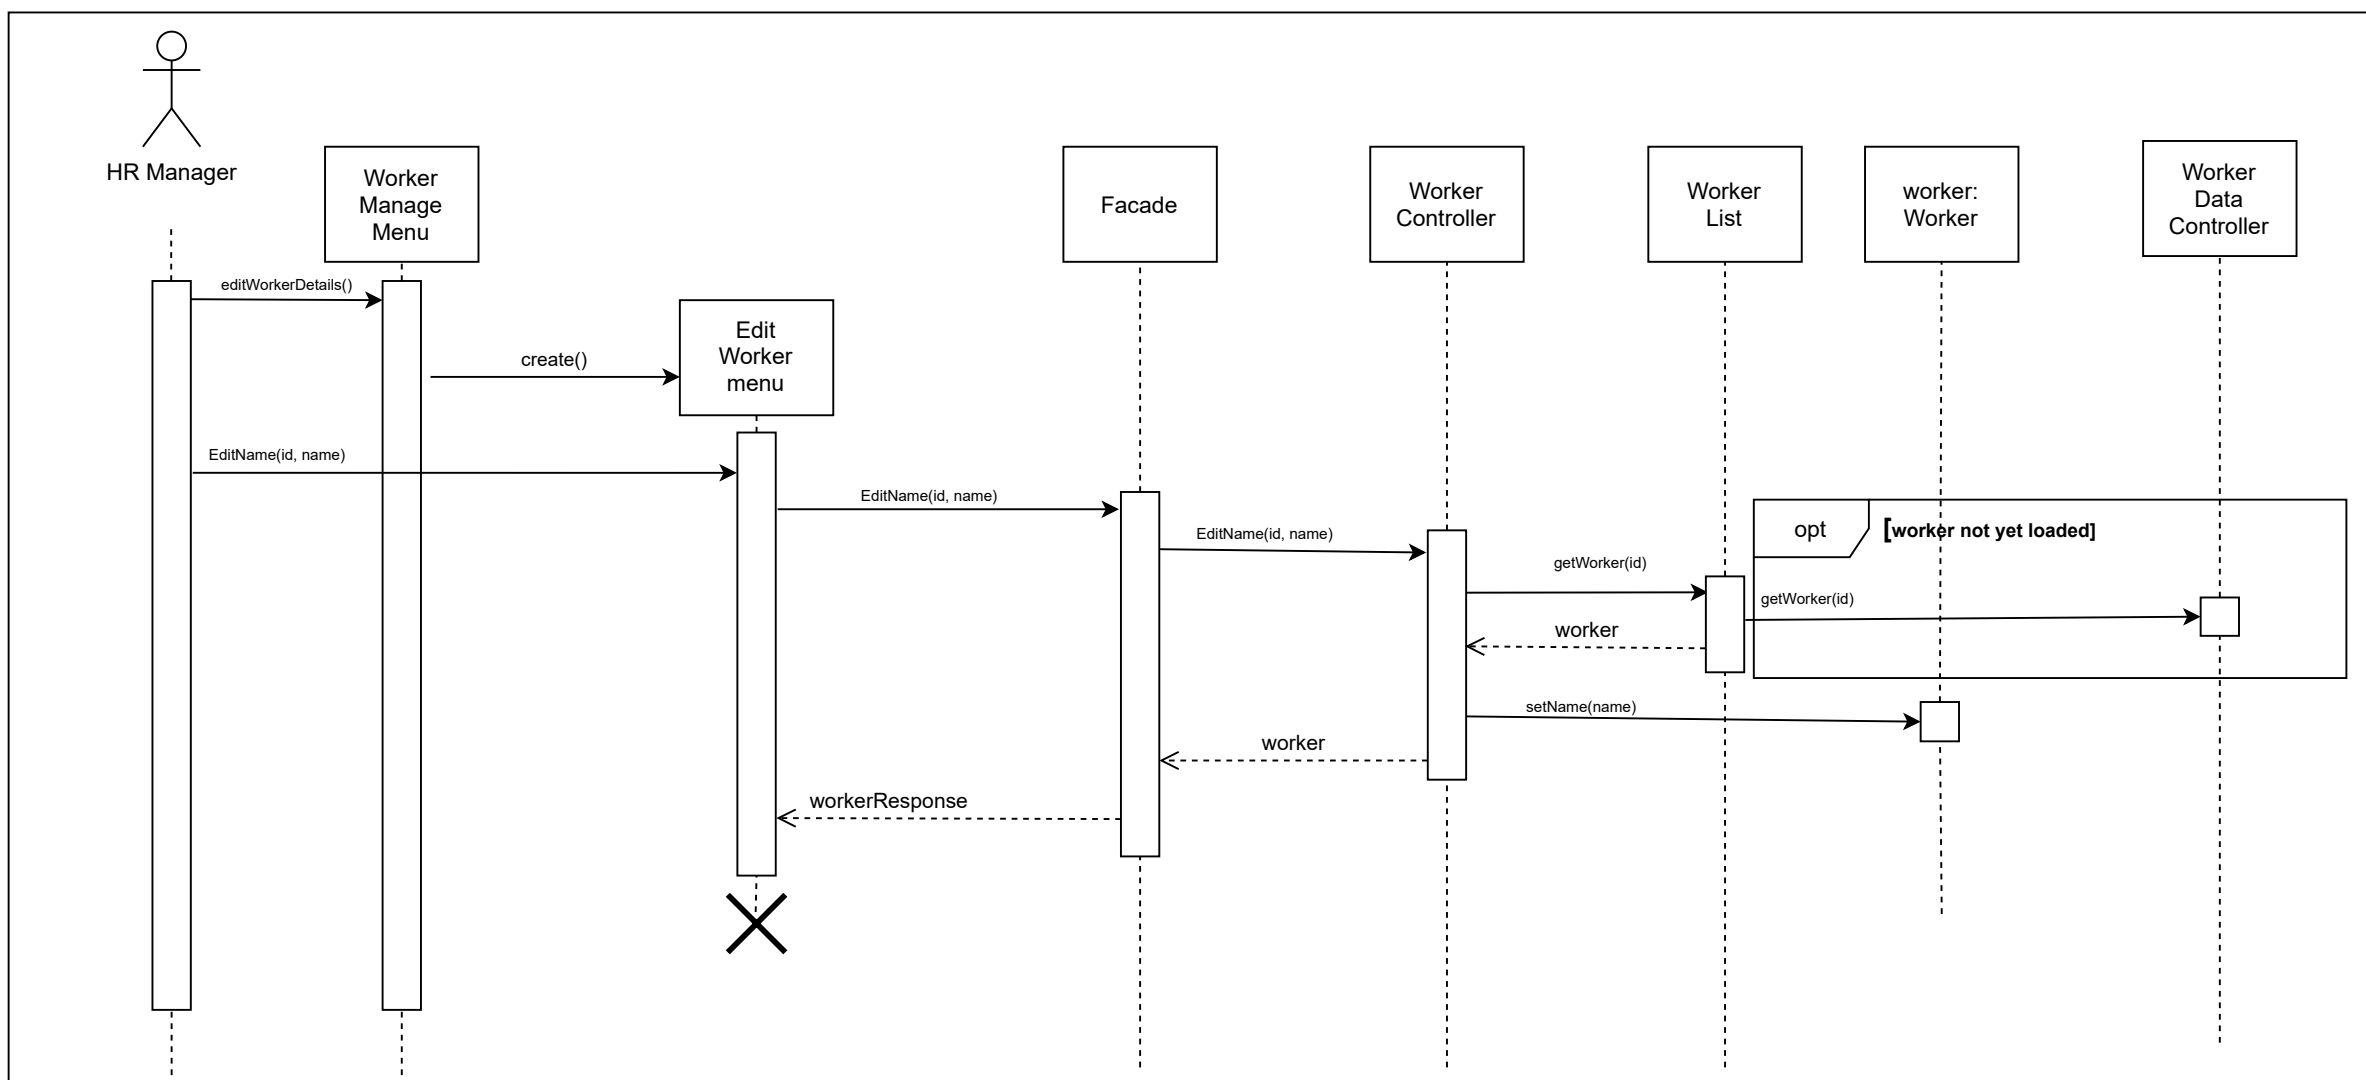 HR Manager
Worker
Manage
Menu
Facade
Worker
Controller
Worker
List
worker:
Worker
Worker
Data
Controller
editWorkerDetails()
create()
Edit
Worker
menu
EditName(id, name)
EditName(id, name)
EditName(id, name)
opt
[worker not yet loaded]
getWorker(id)
getWorker(id)
worker
setName(name)
worker
workerResponse